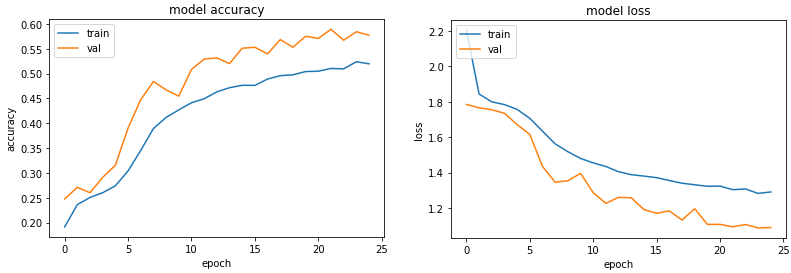 model accuracy
train
val
0.60
0.55
0.50
0.45
0.40
0.35
0.30
0.25
0.20
accuracy
0
5
10
15
20
25
epoch
model loss
train
val
2.2
2.0
1.8
1.6
1.4
1.2
loss
0
5
10
15
20
25
epoch